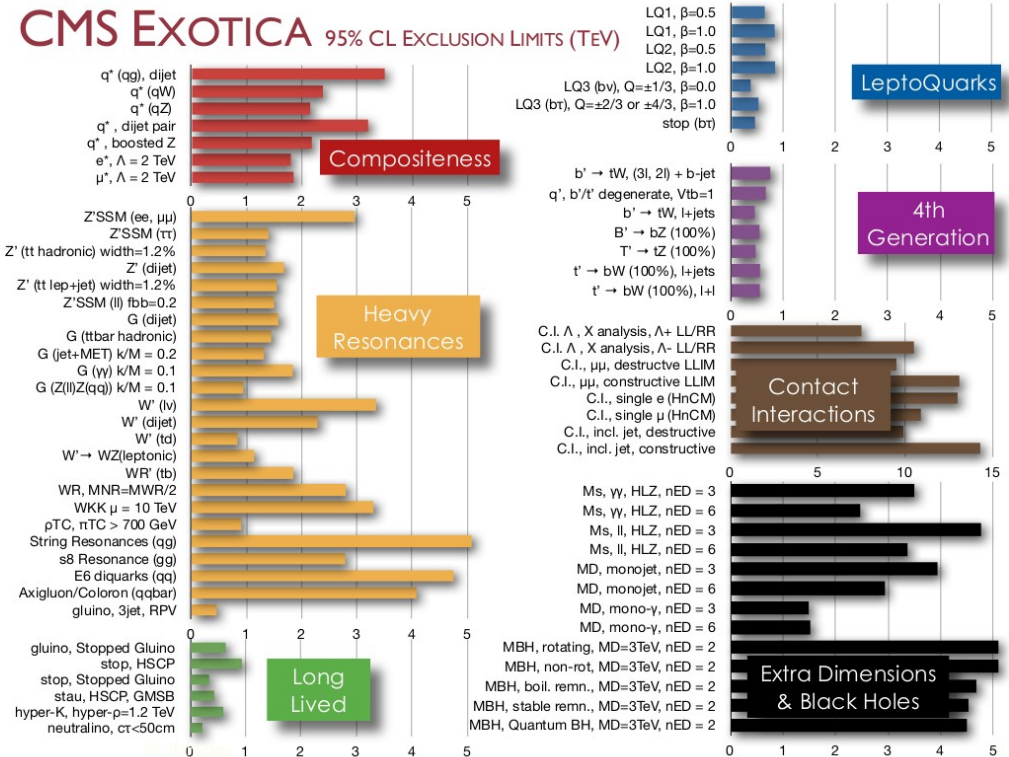 CMS EXOTICA 95% CL EXCLUSION LIMITS (TEV)
q* (qg), dijet
q* (qW)
q* (qZ)
q* , dijet pair
q* , boosted Z
e*, Λ = 2 TeV
μ*, Λ = 2 TeV
Compositeness
0 1 2 3 4 5
Z'SSM (ee, μμ)
Z'SSM (ττ)
Z' (tt hadronic) width=1.2%
Z' (dijet)
Z' (tt lep+jet) width=1.2%
Z'SSM (ll) fbb=0.2
G (dijet)
G (ttbar hadronic)
G (jet+MET) k/M = 0.2
G (γγ) k/M = 0.1
G (Z(ll)Z(qq)) k/M = 0.1
W' (lν)
W' (dijet)
W' (td)
W'→ WZ(leptonic)
WR' (tb)
WR, MNR=MWR/2
WKK μ = 10 TeV
ρTC, πTC > 700 GeV
String Resonances (qg)
s8 Resonance (gg)
E6 diquarks (qq)
Axigluon/Coloron (qqbar)
gluino, 3jet, RPV
Heavy
Resonances
0 1 2 3 4 5
gluino, Stopped Gluino
stop, HSCP
stop, Stopped Gluino
stau, HSCP, GMSB
hyper-K, hyper-ρ=1.2 TeV
neutralino, cτ<50cm
Long
Lived
0 1 2 3 4 5
LQ1, β=0.5
LQ1, β=1.0
LQ2, β=0.5
LQ2, β=1.0
LQ3 (bν), Q=±1/3, β=0.0
LQ3 (bτ), Q=±2/3 or ±4/3, β=1.0
stop (bτ)
LeptoQuarks
0 1 2 3 4 5
b' → tW, (3l, 2l) + b-jet
q', b'/t' degenerate, Vtb=1
b' → tW, l+jets
B' → bZ (100%)
T' → tZ (100%)
t' → bW (100%), l+jets
t' → bW (100%), l+l
4th
Generation
0 1 2 3 4 5
C.I. Λ , X analysis, Λ+ LL/RR
C.I. Λ , X analysis, Λ- LL/RR
C.I., μμ, destructve LLIM
C.I., μμ, constructive LLIM
C.I., single e (HnCM)
C.I., single μ (HnCM)
C.I., incl. jet, destructive
C.I., incl. jet, constructive
Contact
Interactions
0 5 10 15
Ms, γγ, HLZ, nED = 3
Ms, γγ, HLZ, nED = 6
Ms, ll, HLZ, nED = 3
Ms, ll, HLZ, nED = 6
MD, monojet, nED = 3
MD, monojet, nED = 6
MD, mono-γ, nED = 3
MD, mono-γ, nED = 6
MBH, rotating, MD=3TeV, nED = 2
MBH, non-rot, MD=3TeV, nED = 2
MBH, boil. remn., MD=3TeV, nED = 2
MBH, stable remn., MD=3TeV, nED = 2
MBH, Quantum BH, MD=3TeV, nED = 2
Extra Dimensions
& Black Holes
0 1 2 3 4 5